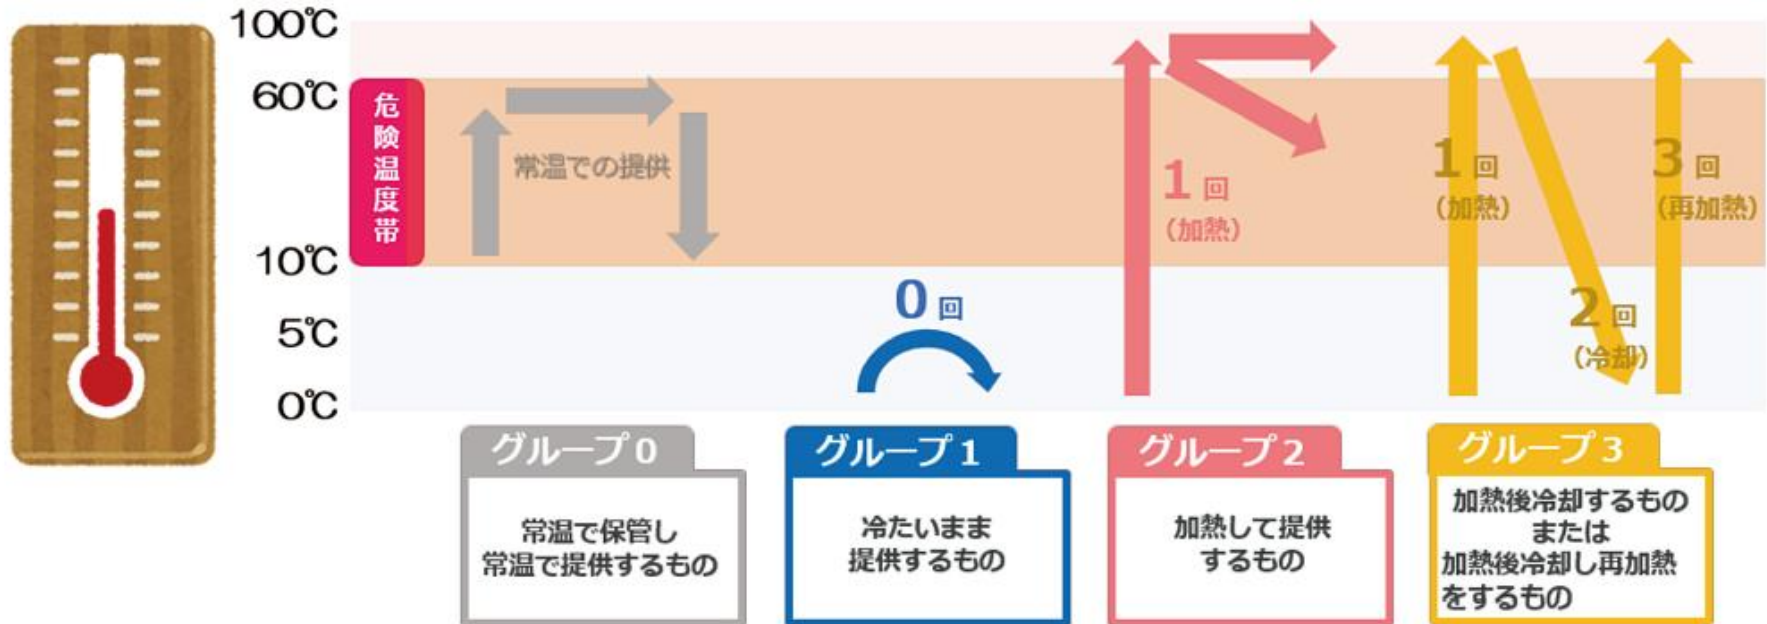 100℃
60℃
10℃
5℃
0℃
危険温度帯
常温での提供
0回
1回
（加熱）
1回
（加熱）
2回
（冷却）
3回
（再加熱）
グループ0
常温で保管し
常温で提供するもの
グループ1
冷たいまま
提供するもの
グループ2
加熱して提供
するもの
グループ3
加熱後冷却するもの
または
加熱後冷却し再加熱
をするもの